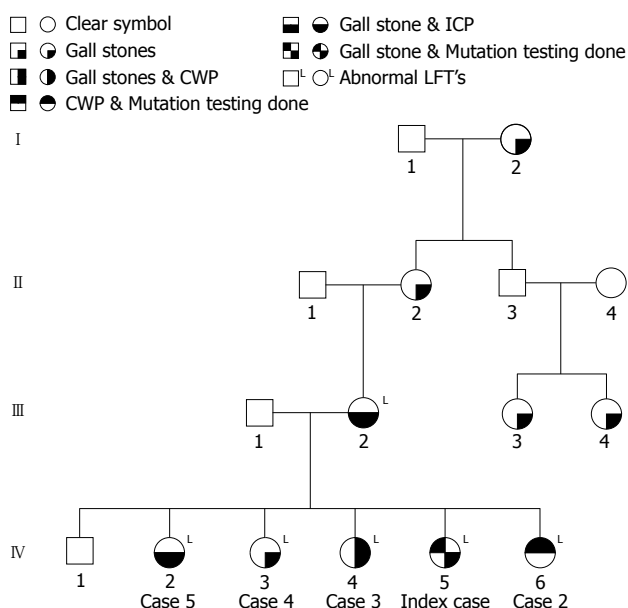 Clear symbol
Gall stones
Gall stones & CWP
CWP & Mutation testing done
Gall stone & ICP
Gall stone & Mutation testing done
L L Abnormal LFT's
I
1 2
II
1 2 3 4
L
III
1 2 3 4
L L L L L
IV
1 2 3 4 5 6
Case 5 Case 4 Case 3 Index case Case 2